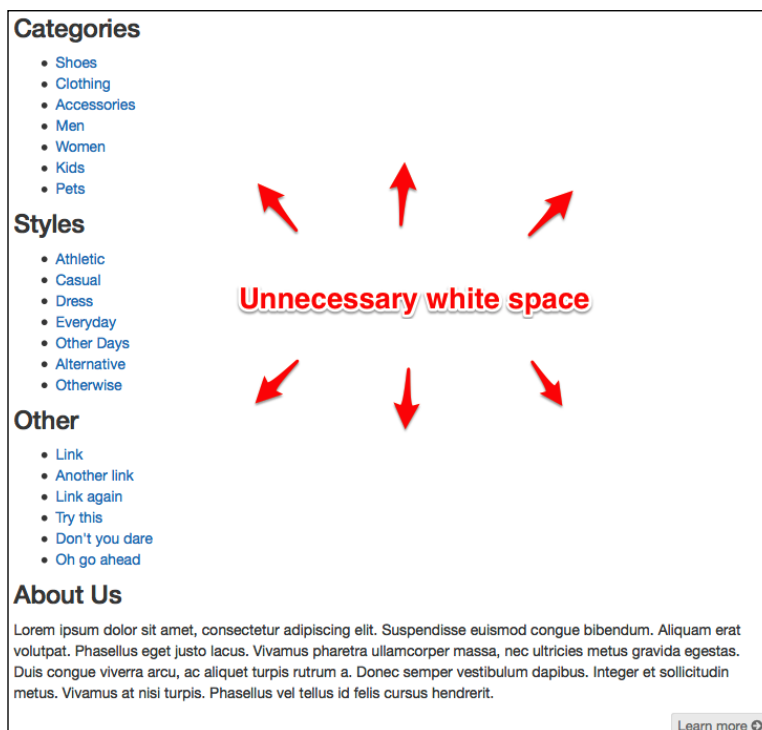 Categories
Shoes
Clothing
Accessories
Men
Women
Kids
Pets
Styles
Athletic
Casual
Dress
Everyday
Other Days
Alternative
Otherwise
Unnecessary white space
Other
Link
Another link
Link again
Try this
Don't you dare
Oh go ahead
About Us
Lorem ipsum dolor sit amet, consectetur adipiscing elit. Suspendisse euismod congue bibendum. Aliquam erat
volutpat. Phasellus eget justo lacus. Vivamus pharetra ullamcorper massa, nec ultricies metus gravida egestas.
Duis congue viverra arcu, ac aliquet turpis rutrum a. Donec semper vestibulum dapibus. Integer et sollicitudin
metus. Vivamus at nisi turpis. Phasellus vel tellus id felis cursus hendrerit.
Learn more